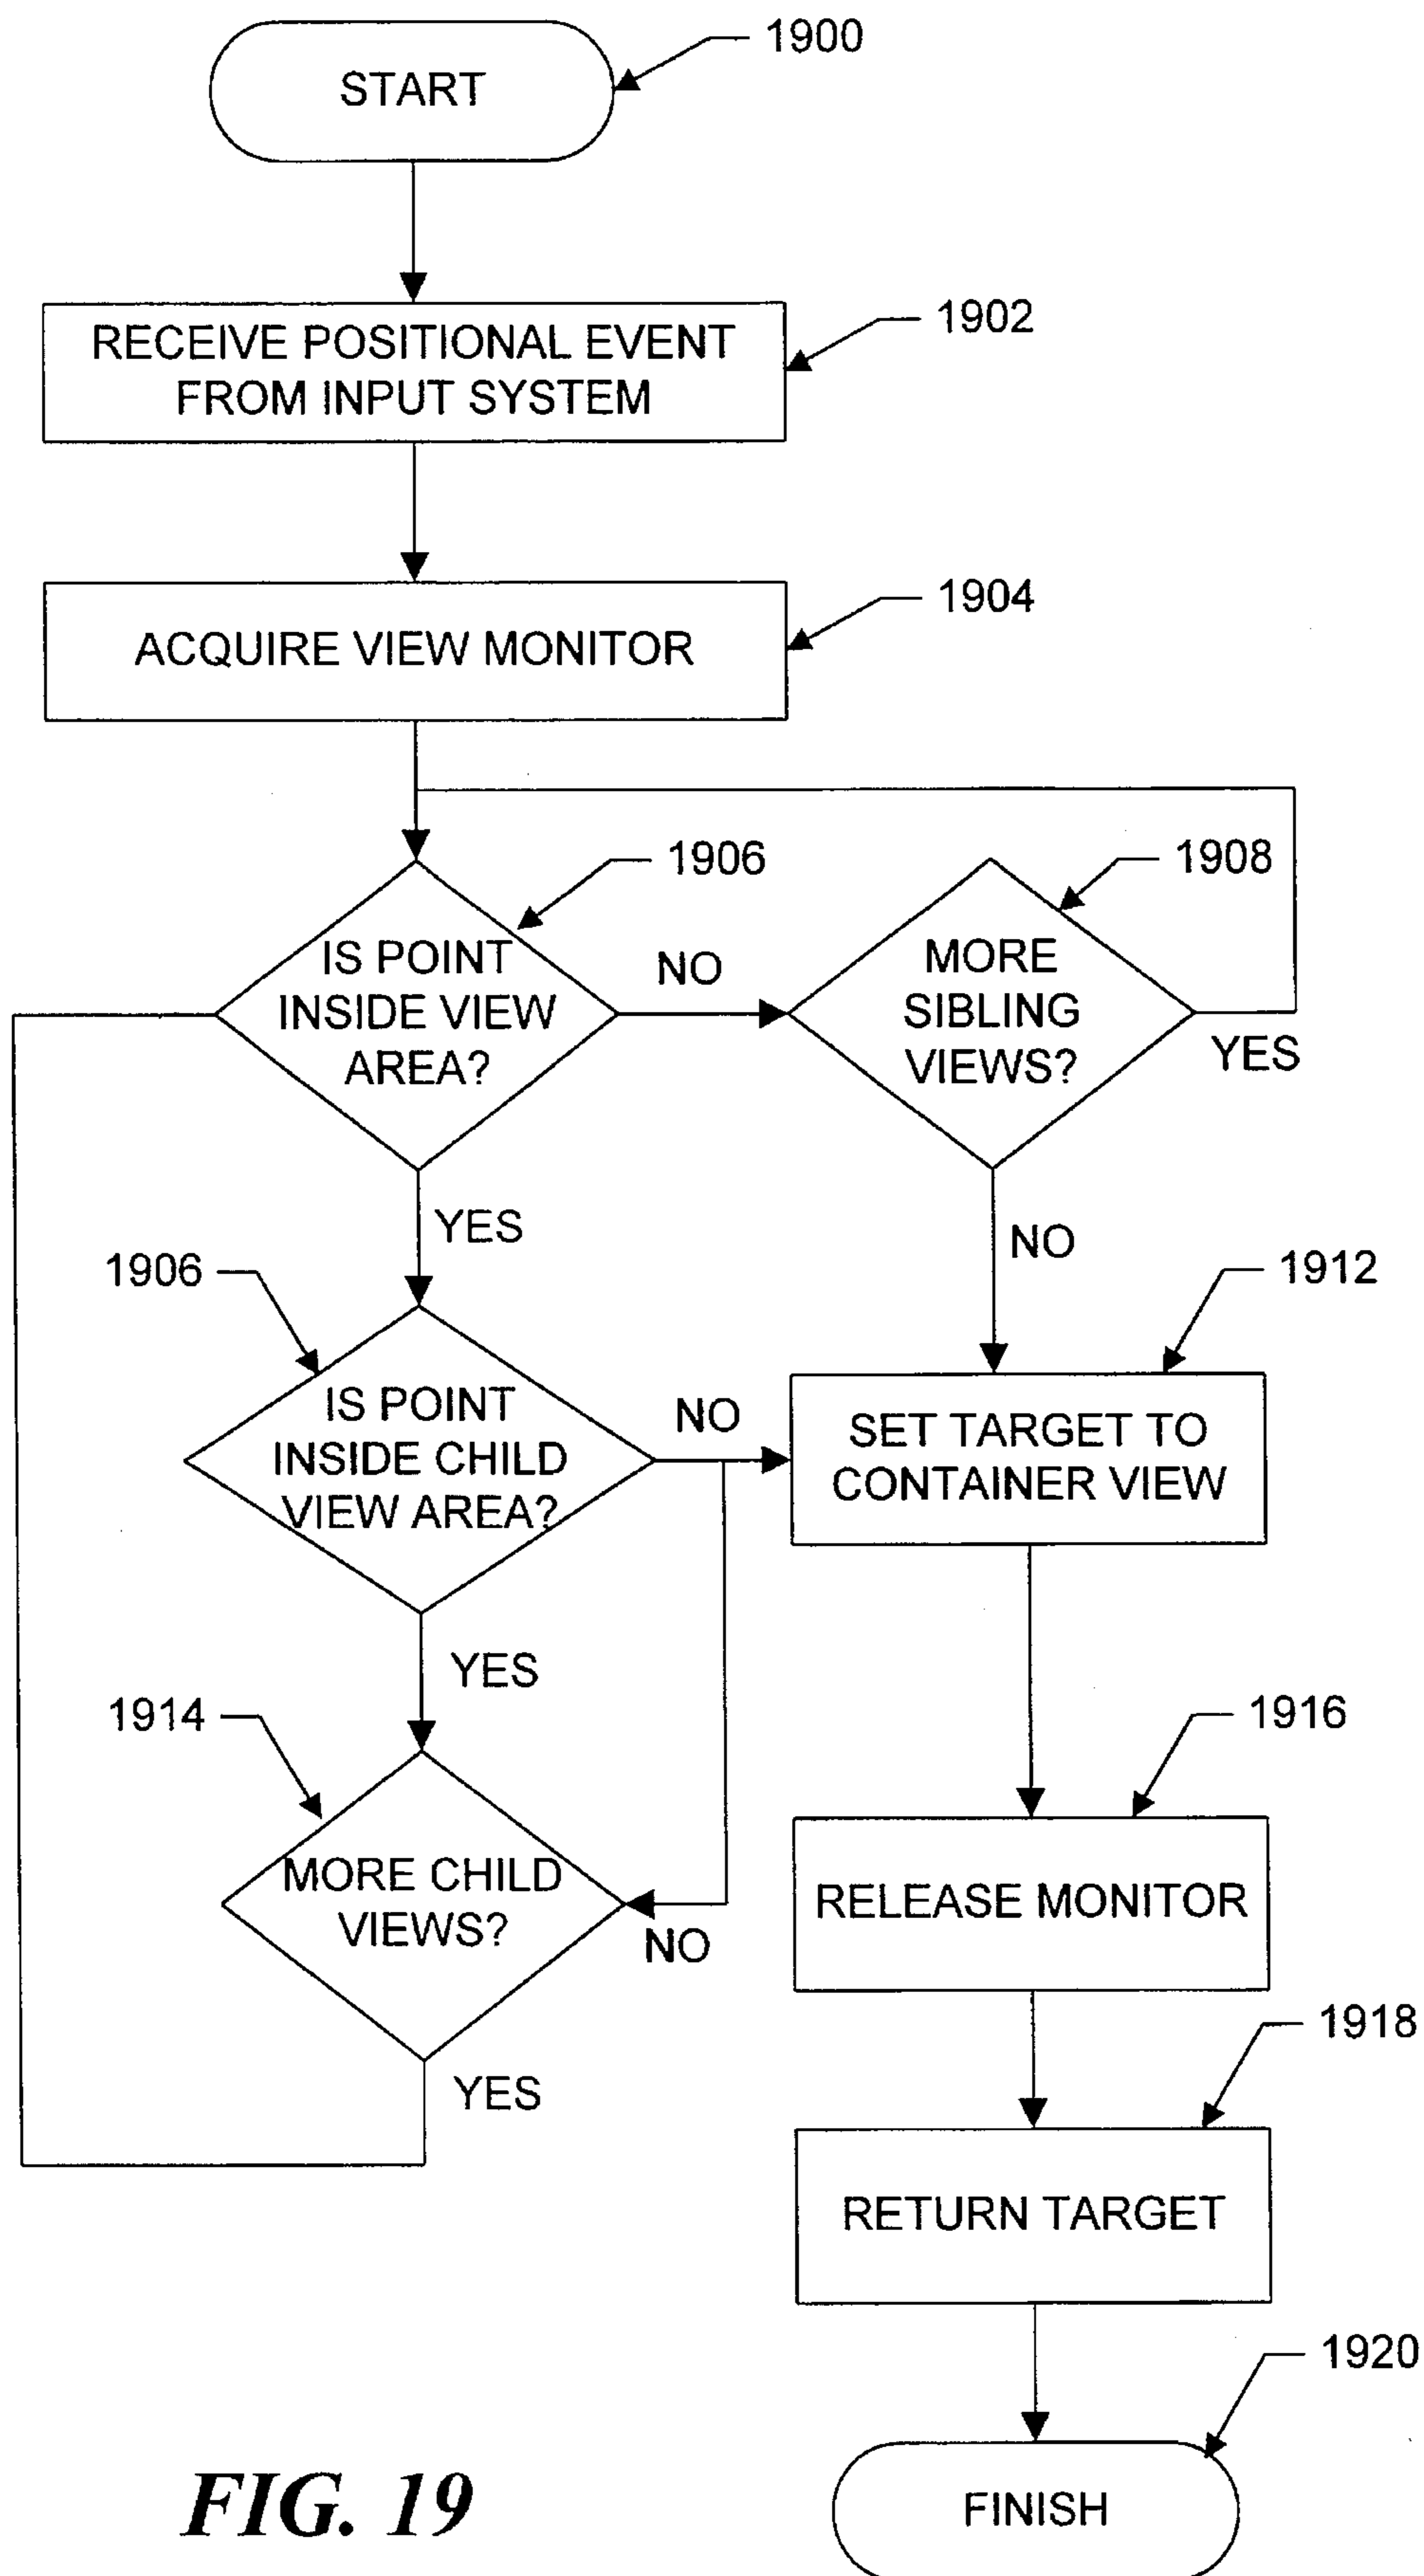 START
1900
RECEIVE POSITIONAL EVENT
FROM INPUT SYSTEM
1902
ACQUIRE VIEW MONITOR
1904
IS POINT
INSIDE VIEW
AREA?
1906
NO
MORE
SIBLING
VIEWS?
1908
YES
YES
NO
1906
IS POINT
INSIDE CHILD
VIEW AREA?
NO
1912
SET TARGET TO
CONTAINER VIEW
YES
1914
MORE CHILD
VIEWS?
NO
YES
1916
RELEASE MONITOR
1918
RETURN TARGET
1920
FINISH
FIG. 19